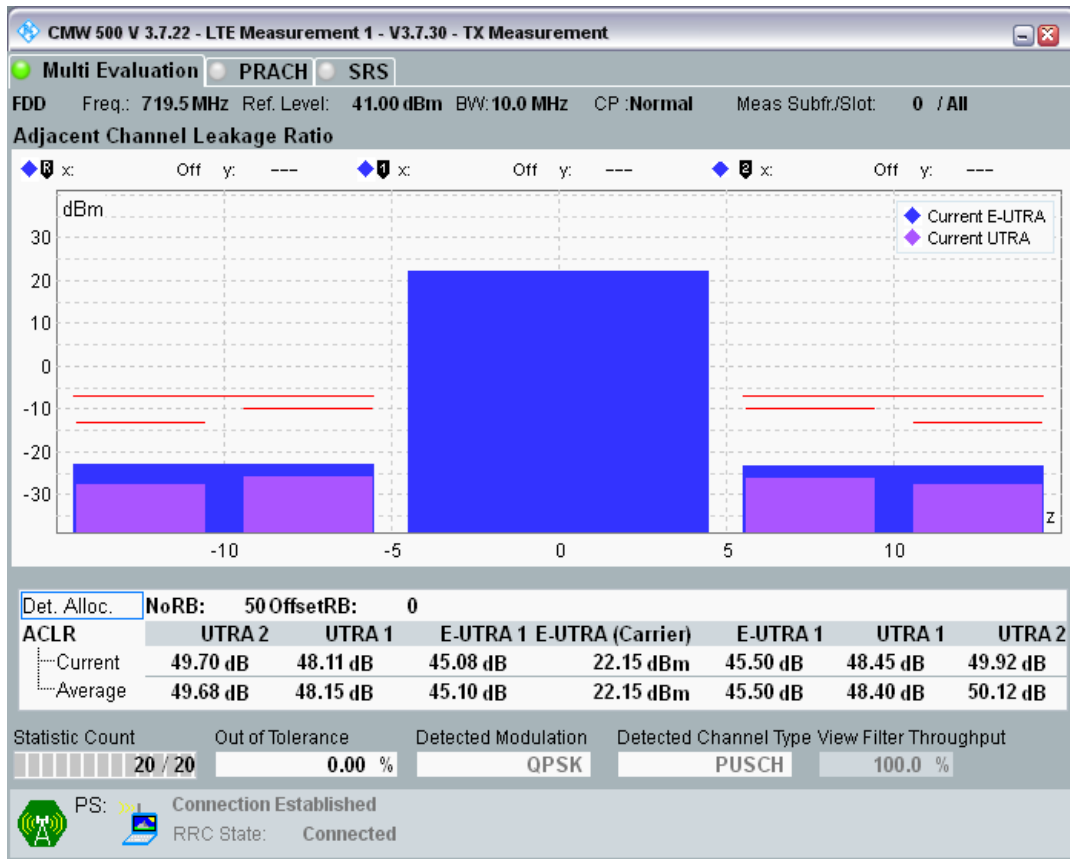 CMW 500 V 3.7.22 - LTE Measurement 1 - V3.7.30 - TX Measurement
Multi Evaluation PRACH SRS
FDD Freq.: 719.5 MHz Ref. Level: 41.00 dBm BW: 10.0 MHz CP :Normal Meas Subfr./Slot: 0 / All
Adjacent Channel Leakage Ratio
R x: Off y: --- 1 x: Off y: --- 2 x: Off y: ---
dBm
Current E-UTRA
Current UTRA
30
20
10
0
-10
-20
-30
z
-10 -5 0 5 10
Det. Alloc. NoRB: 50 OffsetRB: 0
ACLR UTRA 2 UTRA 1 E-UTRA 1 E-UTRA (Carrier) E-UTRA 1 UTRA 1 UTRA 2
Current 49.70 dB 48.11 dB 45.08 dB 22.15 dBm 45.50 dB 48.45 dB 49.92 dB
Average 49.68 dB 48.15 dB 45.10 dB 22.15 dBm 45.50 dB 48.40 dB 50.12 dB
Statistic Count Out of Tolerance Detected Modulation Detected Channel Type View Filter Throughput
20 / 20 0.00 % QPSK PUSCH 100.0 %
PS: Connection Established
RRC State: Connected